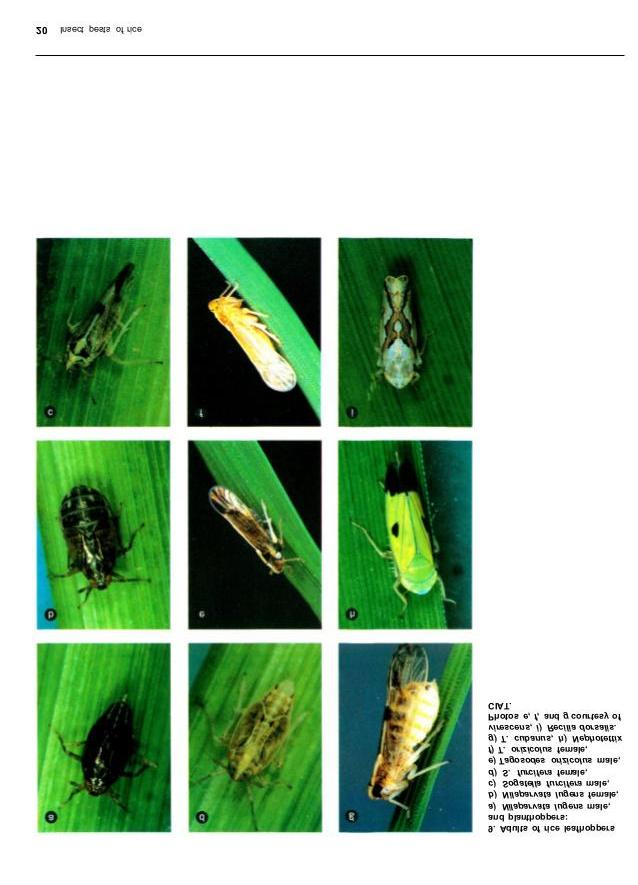 9. Adults of rice leafhoppers
and planthoppers:
a) Nilaparvata lugens male,
b) Nilaparvata lugens female,
c) Sogatella furcifera male,
d) S. furcifera female,
e) Tagosodes orizicolus male,
f) T. orizicolus female,
g) T. cubanus, h) Nephotettix
virescens, i) Recilia dorsalis.
Photos e, f, and g courtesy of
CIAT.
a
d
g
b
e
h
c
f
i
20 Insect pests of rice